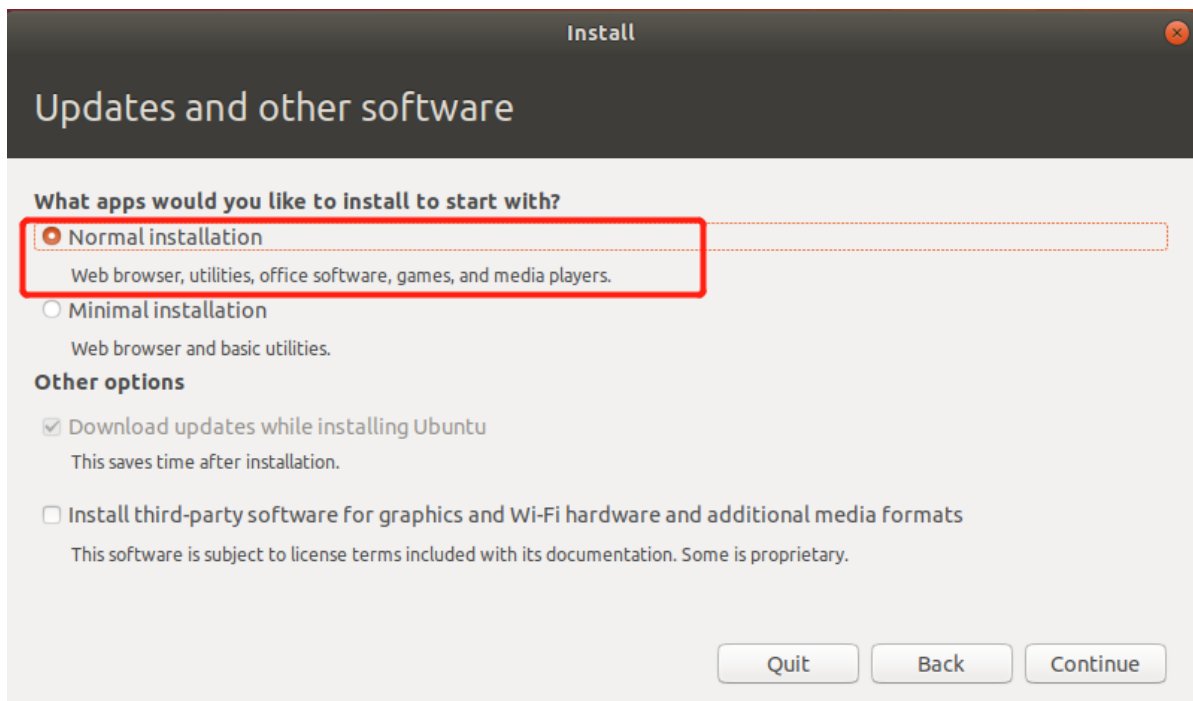 Install
Updates and other software
What apps would you like to install to start with?
Normal installation
Web browser, utilities, office software, games, and media players.
Minimal installation
Web browser and basic utilities.
Other options
Download updates while installing Ubuntu
This saves time after installation.
Install third-party software for graphics and Wi-Fi hardware and additional media formats
This software is subject to license terms included with its documentation. Some is proprietary.
Quit Back Continue